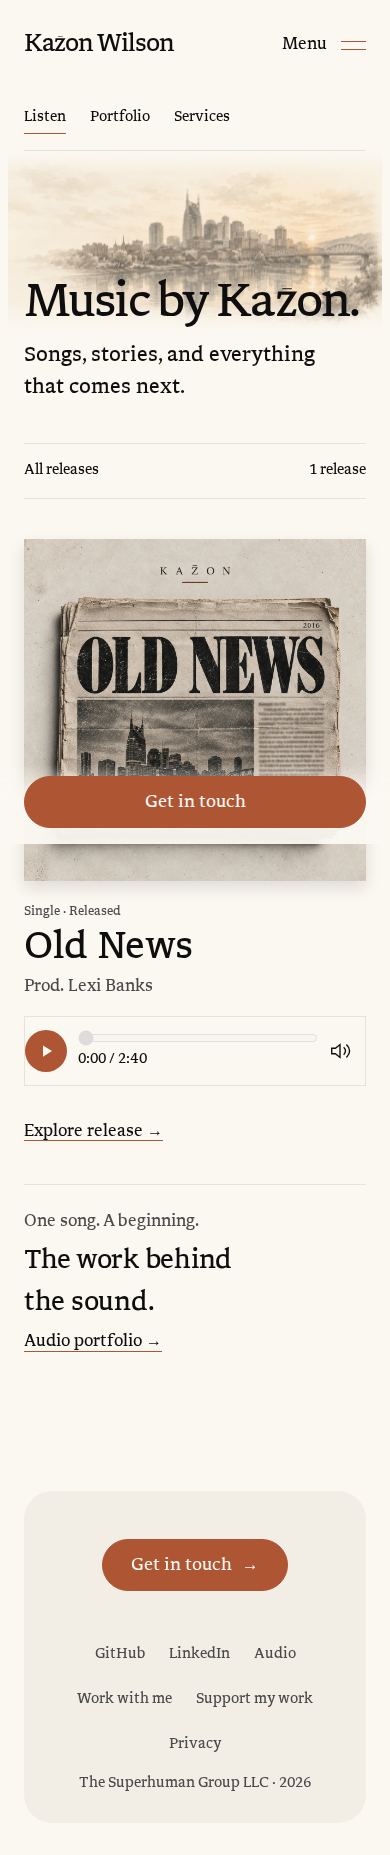 Kazōn Wilson
Menu
Listen Portfolio Services
Music by Kaz̄on.
Songs, stories, and everything
that comes next.
All releases 1 release
K A Z̄ O N
2016
OLD NEWS
Get in touch
Single · Released
Old News
Prod. Lexi Banks
0:00 / 2:40
Explore release →
One song. A beginning.
The work behind
the sound.
Audio portfolio →
Get in touch →
GitHub LinkedIn Audio
Work with me Support my work
Privacy
The Superhuman Group LLC · 2026